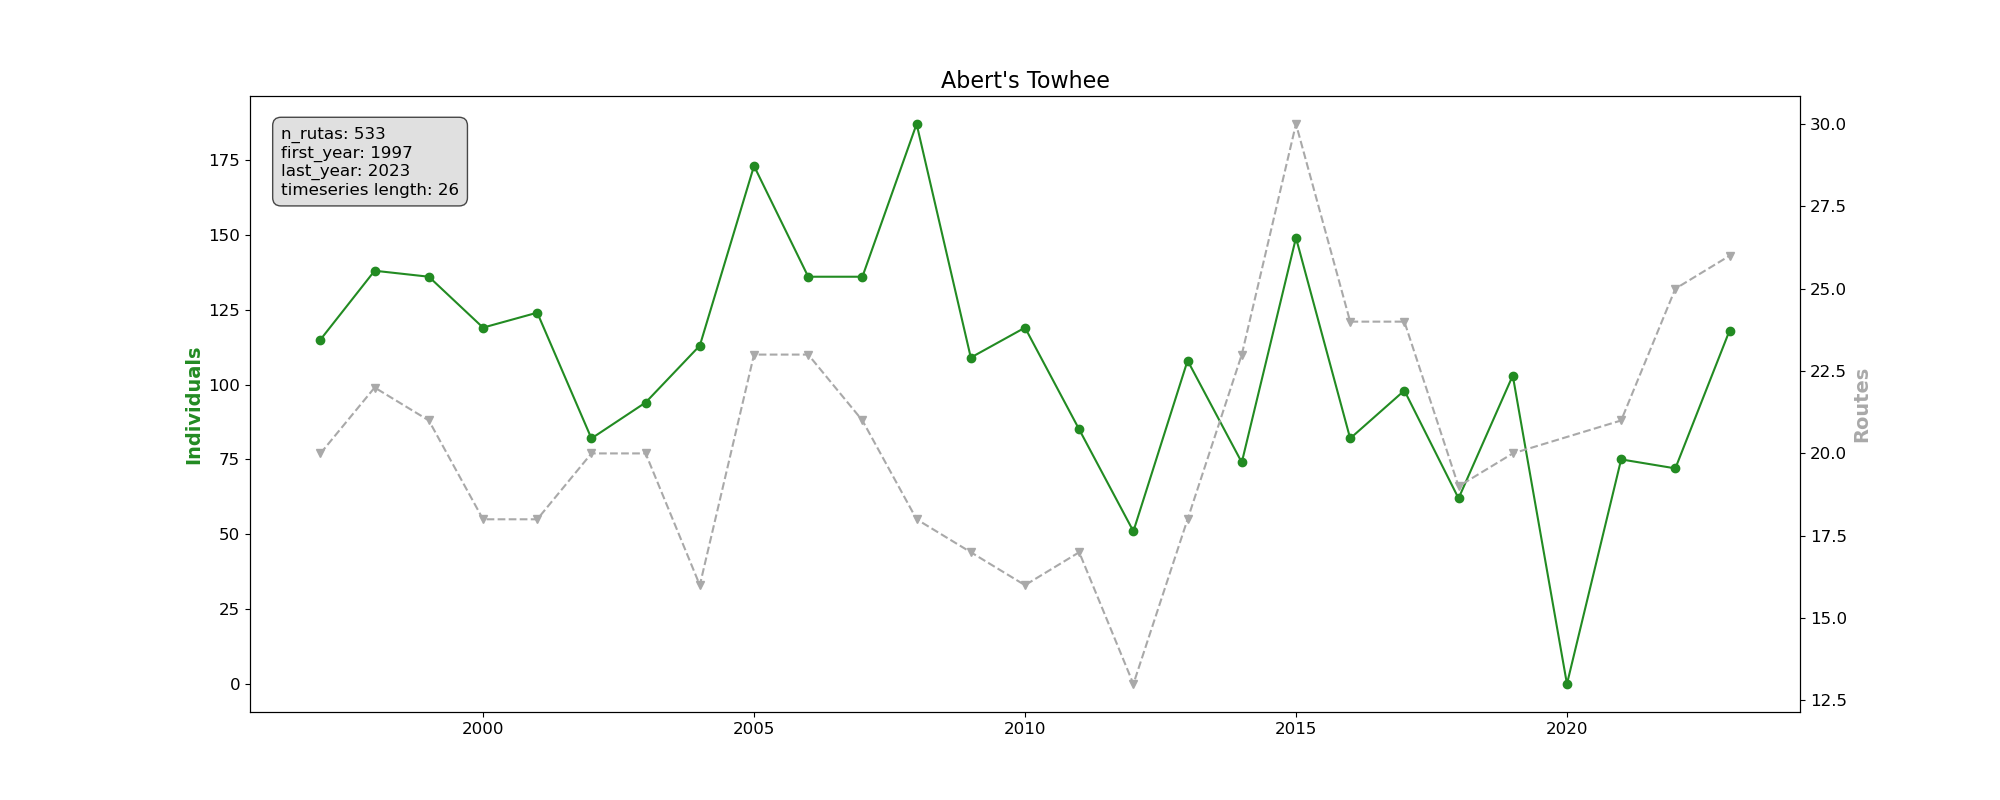 Abert's Towhee
n_rutas: 533
first_year: 1997
last_year: 2023
timeseries length: 26
Individuals
175
150
125
100
75
50
25
0
30.0
27.5
25.0
22.5
20.0
17.5
15.0
12.5
Routes
2000 2005 2010 2015 2020